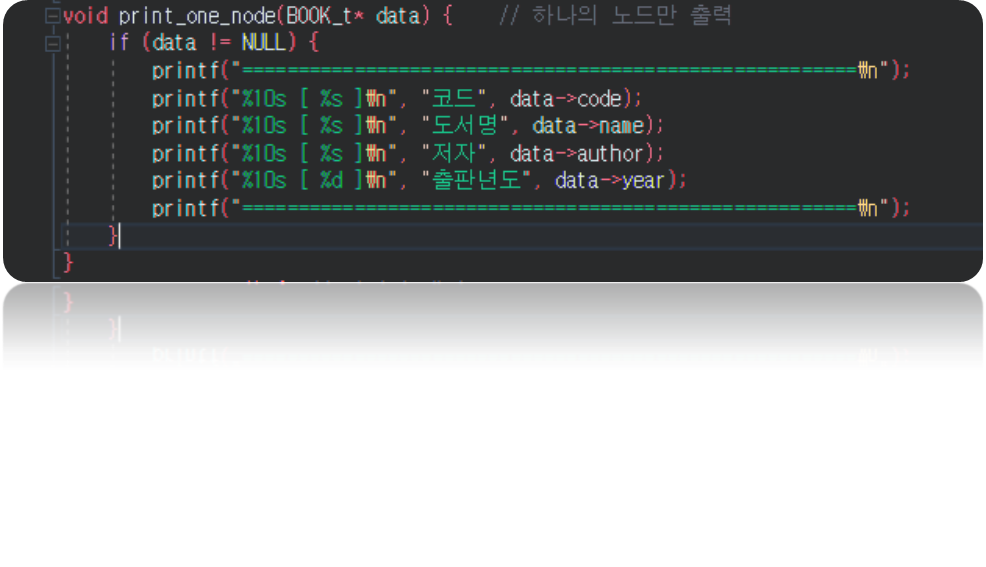 void print_one_node(BOOK_t* data) {    // 하나의 노드만 출력
    if (data != NULL) {
        printf("=======================================================₩n");
        printf("%10s [ %s ]₩n", "코드", data->code);
        printf("%10s [ %s ]₩n", "도서명", data->name);
        printf("%10s [ %s ]₩n", "저자", data->author);
        printf("%10s [ %d ]₩n", "출판년도", data->year);
        printf("=======================================================₩n");
    }
}